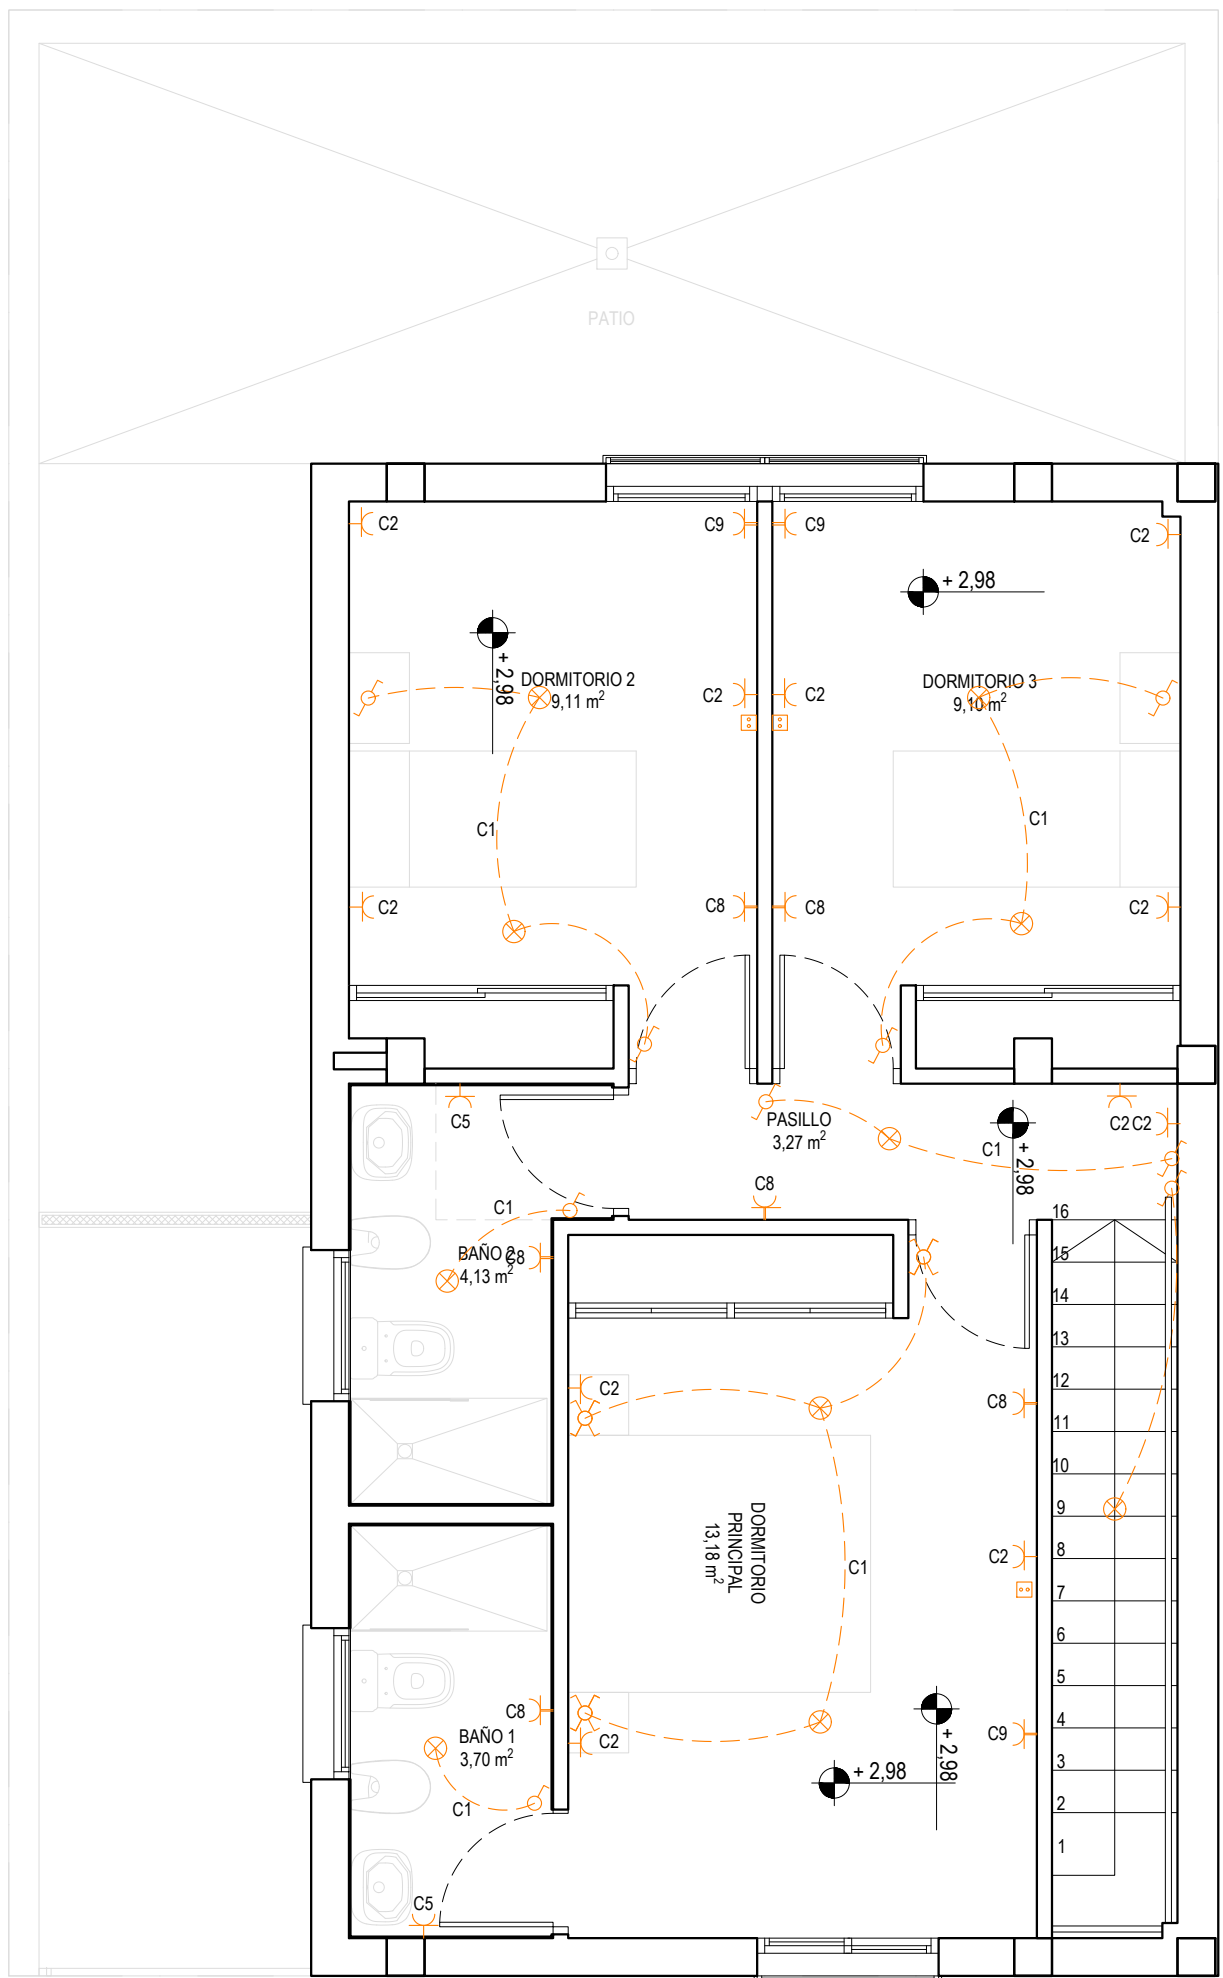 PATIO
C2
C9
C9
C2
+ 2,98
+ 2,98
DORMITORIO 2
9,11 m²
DORMITORIO 3
9,10 m²
C2
C2
C1
C1
C2
C8
C8
C2
C5
PASILLO
3,27 m²
C2
C2
C1
+ 2,98
C8
C1
BAÑO 2
4,13 m²
C8
16
15
14
13
12
11
10
9
8
7
6
5
4
3
2
1
C2
C8
DORMITORIO
PRINCIPAL
13,18 m²
C1
C2
C8
BAÑO 1
3,70 m²
C1
C2
C9
+ 2,98
+ 2,98
C5